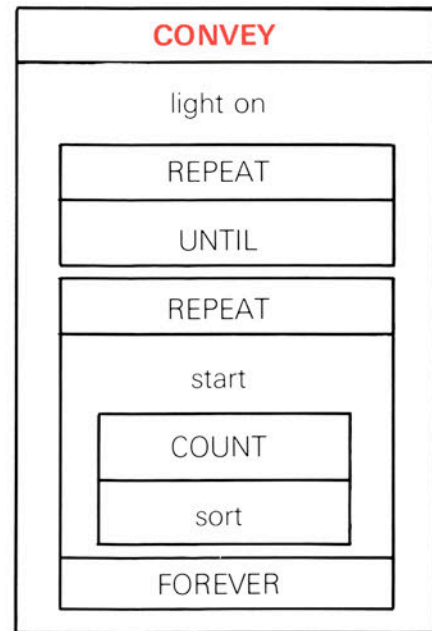 CONVEY
light on
REPEAT
UNTIL
REPEAT
start
COUNT
sort
FOREVER